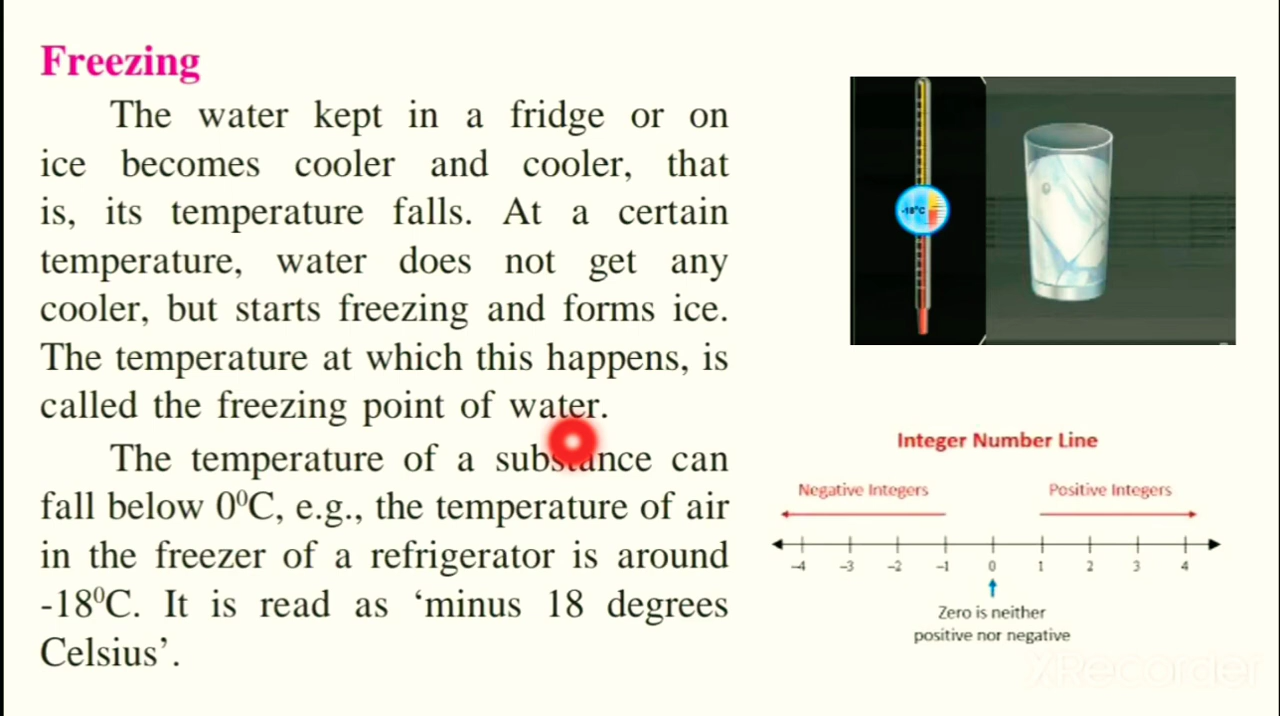 Freezing
The water kept in a fridge or on
ice becomes cooler and cooler, that
is, its temperature falls. At a certain
temperature, water does not get any
cooler, but starts freezing and forms ice.
The temperature at which this happens, is
called the freezing point of water.
The temperature of a substance can
fall below 0⁰C, e.g., the temperature of air
in the freezer of a refrigerator is around
-18⁰C. It is read as ‘minus 18 degrees
Celsius’.
-18°C
Integer Number Line
Negative Integers Positive Integers
-4 -3 -2 -1 0 1 2 3 4
Zero is neither
positive nor negative
XRecorder